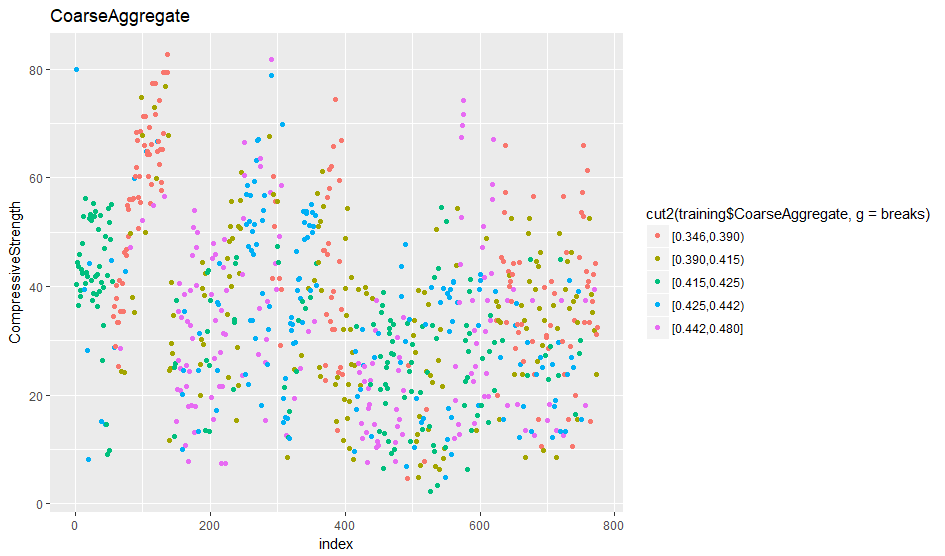 CoarseAggregate
CompressiveStrength
80
60
40
20
0
0 200 400 600 800
index
cut2(training$CoarseAggregate, g = breaks)
[0.346,0.390)
[0.390,0.415)
[0.415,0.425)
[0.425,0.442)
[0.442,0.480]